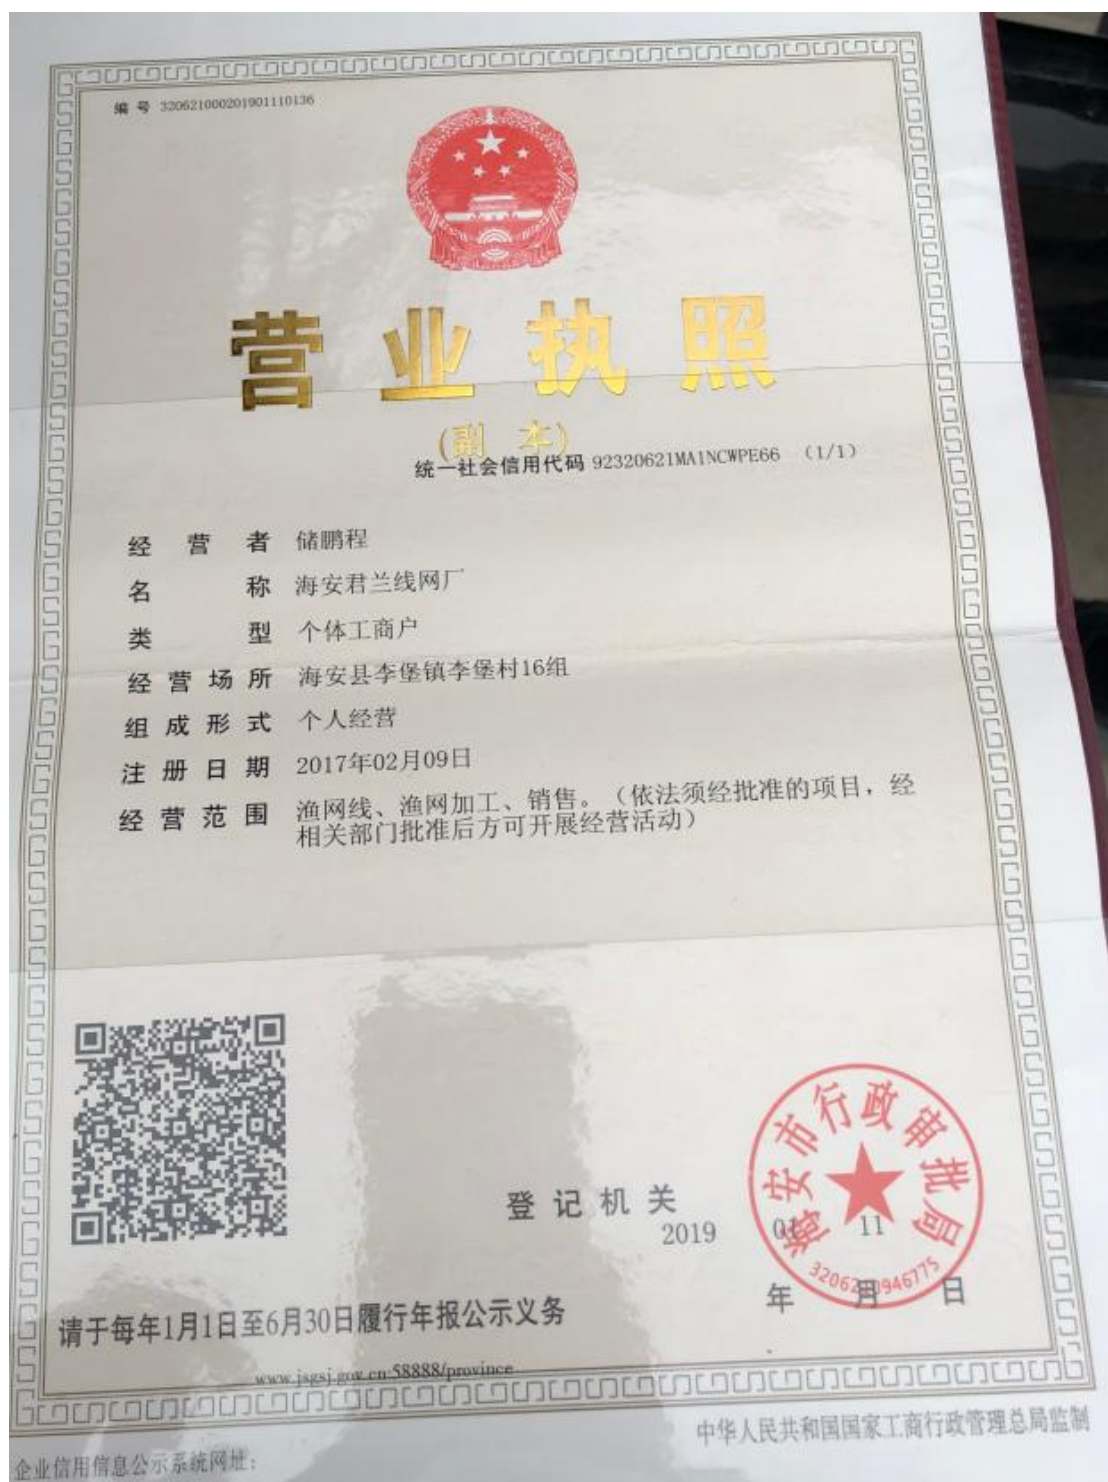 编号 320621000201901110136
营业执照
(副本)
统一社会信用代码 92320621MA1NCWPE66 (1/1)
经营者 储鹏程
名称 海安君兰线网厂
类型 个体工商户
经营场所 海安县李堡镇李堡村16组
组成形式 个人经营
注册日期 2017年02月09日
经营范围 渔网线、渔网加工、销售。（依法须经批准的项目，经
相关部门批准后方可开展经营活动）
海安市行政审批局
登记机关
2019 01 11
年 月 日
请于每年1月1日至6月30日履行年报公示义务
www.jsgsj.gov.cn:58888/province
中华人民共和国国家工商行政管理总局监制
企业信用信息公示系统网址：